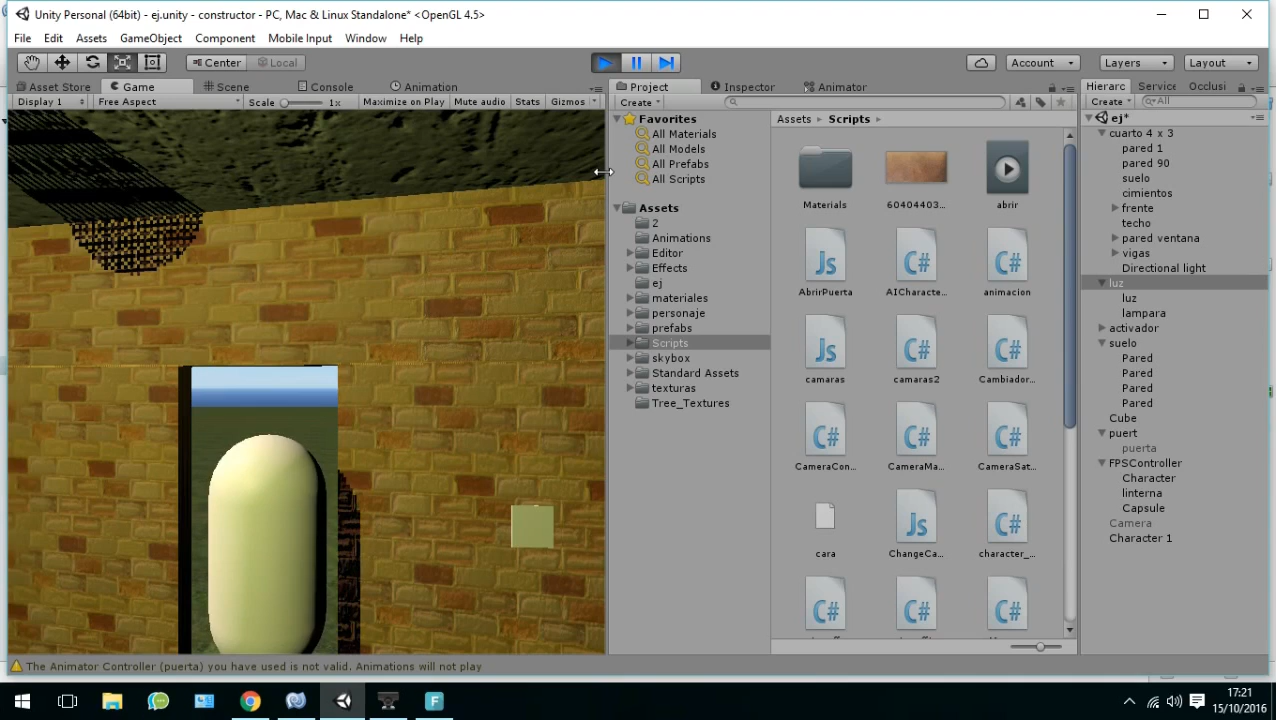 Unity Personal (64bit) - ej.unity - constructor - PC, Mac & Linux Standalone* <OpenGL 4.5>
File Edit Assets GameObject Component Mobile Input Window Help
Center Local Account Layers Layout
Asset Store Game Scene Console Animation Project Inspector Animator Hierarc Service Occlusi
Display 1 Free Aspect Scale 1x Maximize on Play Mute audio Stats Gizmos Create Create All
Favorites
All Materials
All Models
All Prefabs
All Scripts
Assets
2
Animations
Editor
Effects
ej
materiales
personaje
prefabs
Scripts
skybox
Standard Assets
texturas
Tree_Textures
Assets Scripts
Materials 60404403... abrir
Js C# C#
AbrirPuerta AICharacte... animacion
Js C# C#
camaras camaras2 Cambiador...
C# C# C#
CameraCon... CameraMa... CameraSat...
Js C#
cara ChangeCa... character_...
C# C# C#
ej*
cuarto 4 x 3
pared 1
pared 90
suelo
cimientos
frente
techo
pared ventana
vigas
Directional light
luz
luz
lampara
activador
suelo
Pared
Pared
Pared
Pared
Cube
puert
puerta
FPSController
Character
linterna
Capsule
Camera
Character 1
The Animator Controller (puerta) you have used is not valid. Animations will not play
F
17:21
15/10/2016